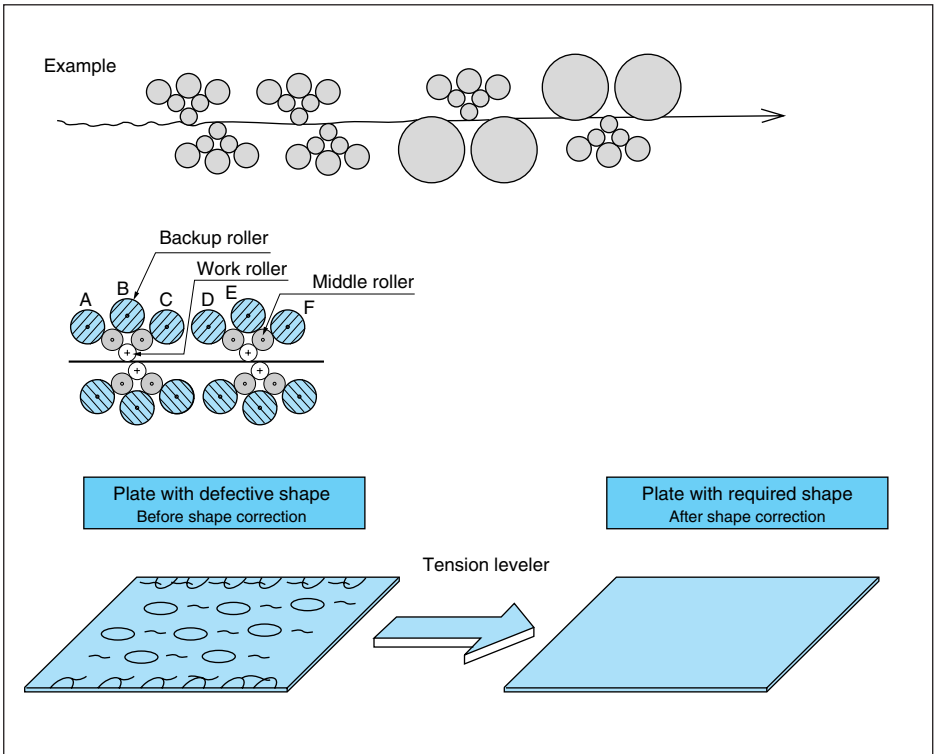 Example
Backup roller
Work roller
Middle roller
A
B
C
D
E
F
Plate with defective shape
Before shape correction
Plate with required shape
After shape correction
Tension leveler